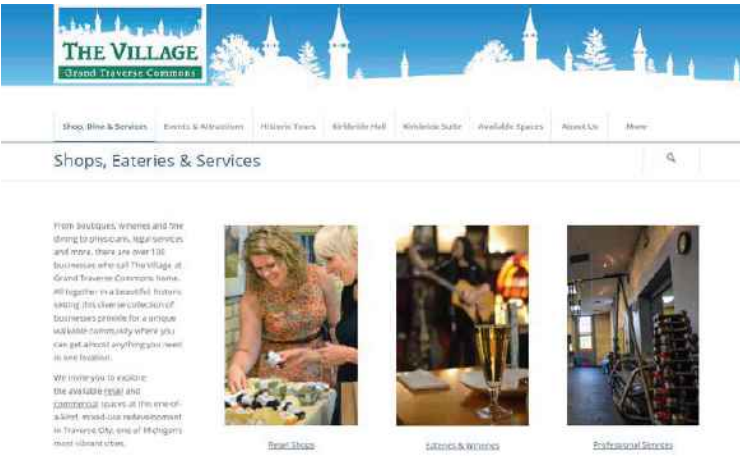 THE VILLAGE
Grand Traverse Commons
Shop, Dine & Services
Events & Attractions
Historic Tours
Kirkbride Hall
Kirkbride Suite
Available Spaces
About Us
More
Shops, Eateries & Services
From boutiques, wineries and fine
dining to physicians, legal services
and more, there are over 100
businesses who call The Village at
Grand Traverse Commons home.
All together in a beautiful historic
setting this diverse collection of
businesses provide for a unique
walkable community where you
can get almost anything you need
in one location.
We invite you to explore
the available retail and
commercial spaces at this one-of-
a-kind, mixed-use redevelopment
in Traverse City, one of Michigan's
most vibrant cities.
Retail Shops
Eateries & Wineries
Professional Services